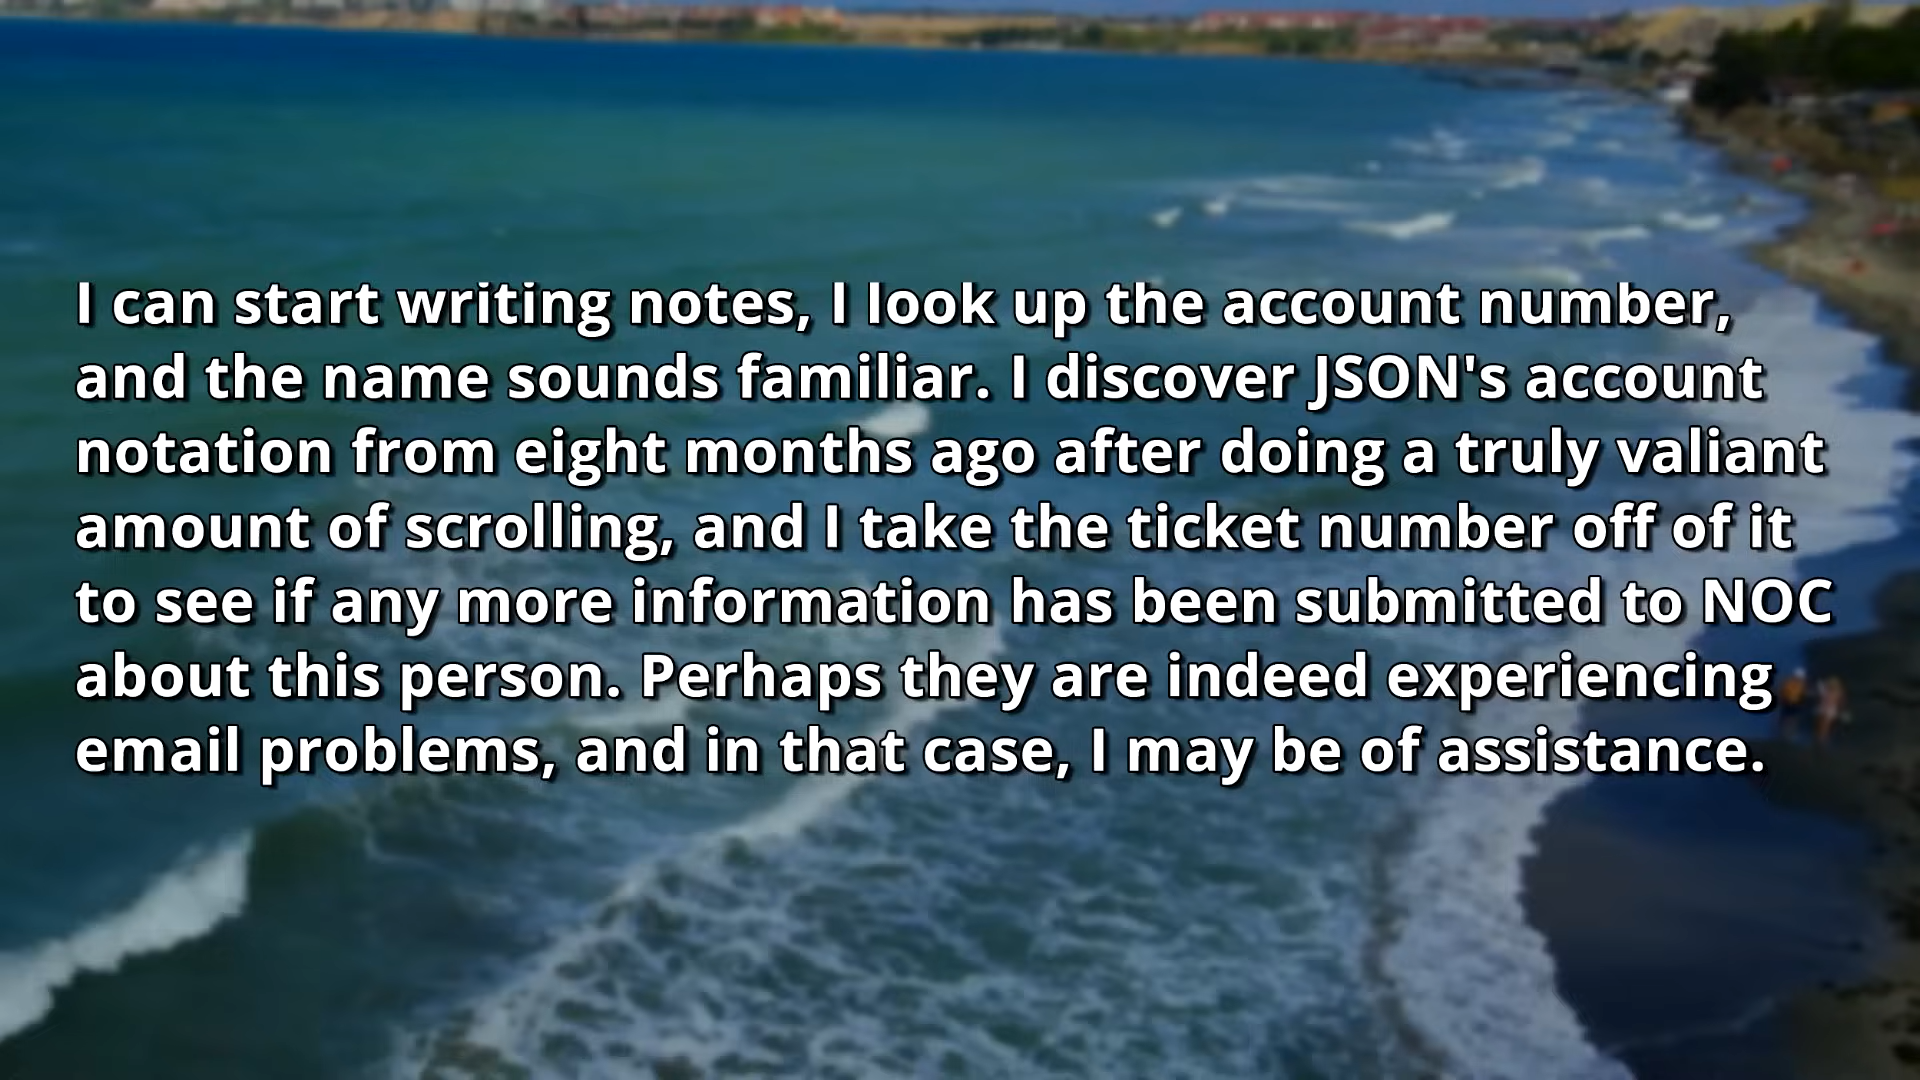 I can start writing notes, I look up the account number,
and the name sounds familiar. I discover JSON's account
notation from eight months ago after doing a truly valiant
amount of scrolling, and I take the ticket number off of it
to see if any more information has been submitted to NOC
about this person. Perhaps they are indeed experiencing
email problems, and in that case, I may be of assistance.